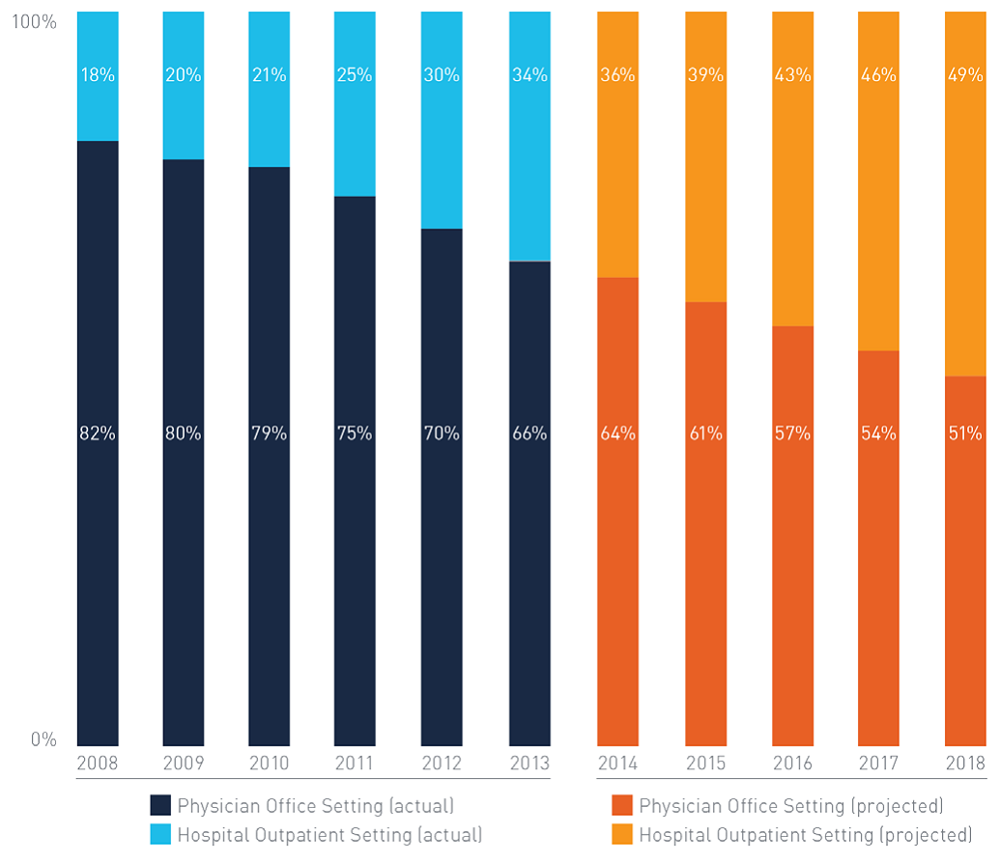 100%
18% 20% 21% 25% 30% 34% 36% 39% 43% 46% 49%
82% 80% 79% 75% 70% 66% 64% 61% 57% 54% 51%
0%
2008 2009 2010 2011 2012 2013 2014 2015 2016 2017 2018
Physician Office Setting (actual)
Hospital Outpatient Setting (actual)
Physician Office Setting (projected)
Hospital Outpatient Setting (projected)